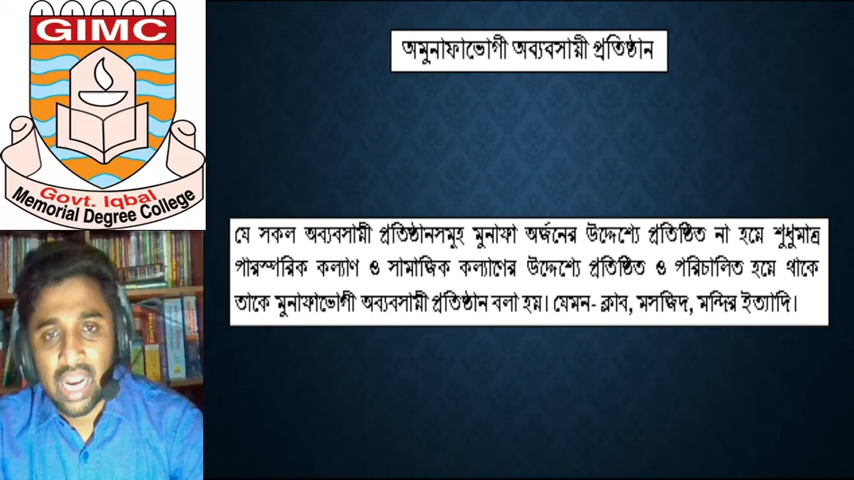 GIMC
Govt. Iqbal
Memorial Degree College
অমুনাফাভোগী অব্যবসায়ী প্রতিষ্ঠান
যে সকল অব্যবসায়ী প্রতিষ্ঠানসমুহ মুনাফা অর্জনের উদ্দেশ্যে প্রতিষ্ঠিত না হয়ে শুধুমাত্র
পারস্পরিক কল্যাণ ও সামাজিক কল্যাণের উদ্দেশ্যে প্রতিষ্ঠিত ও পরিচালিত হয়ে থাকে
তাকে মুনাফাভোগী অব্যবসায়ী প্রতিষ্ঠান বলা হয়। যেমন- ক্লাব, মসজিদ, মন্দির ইত্যাদি।